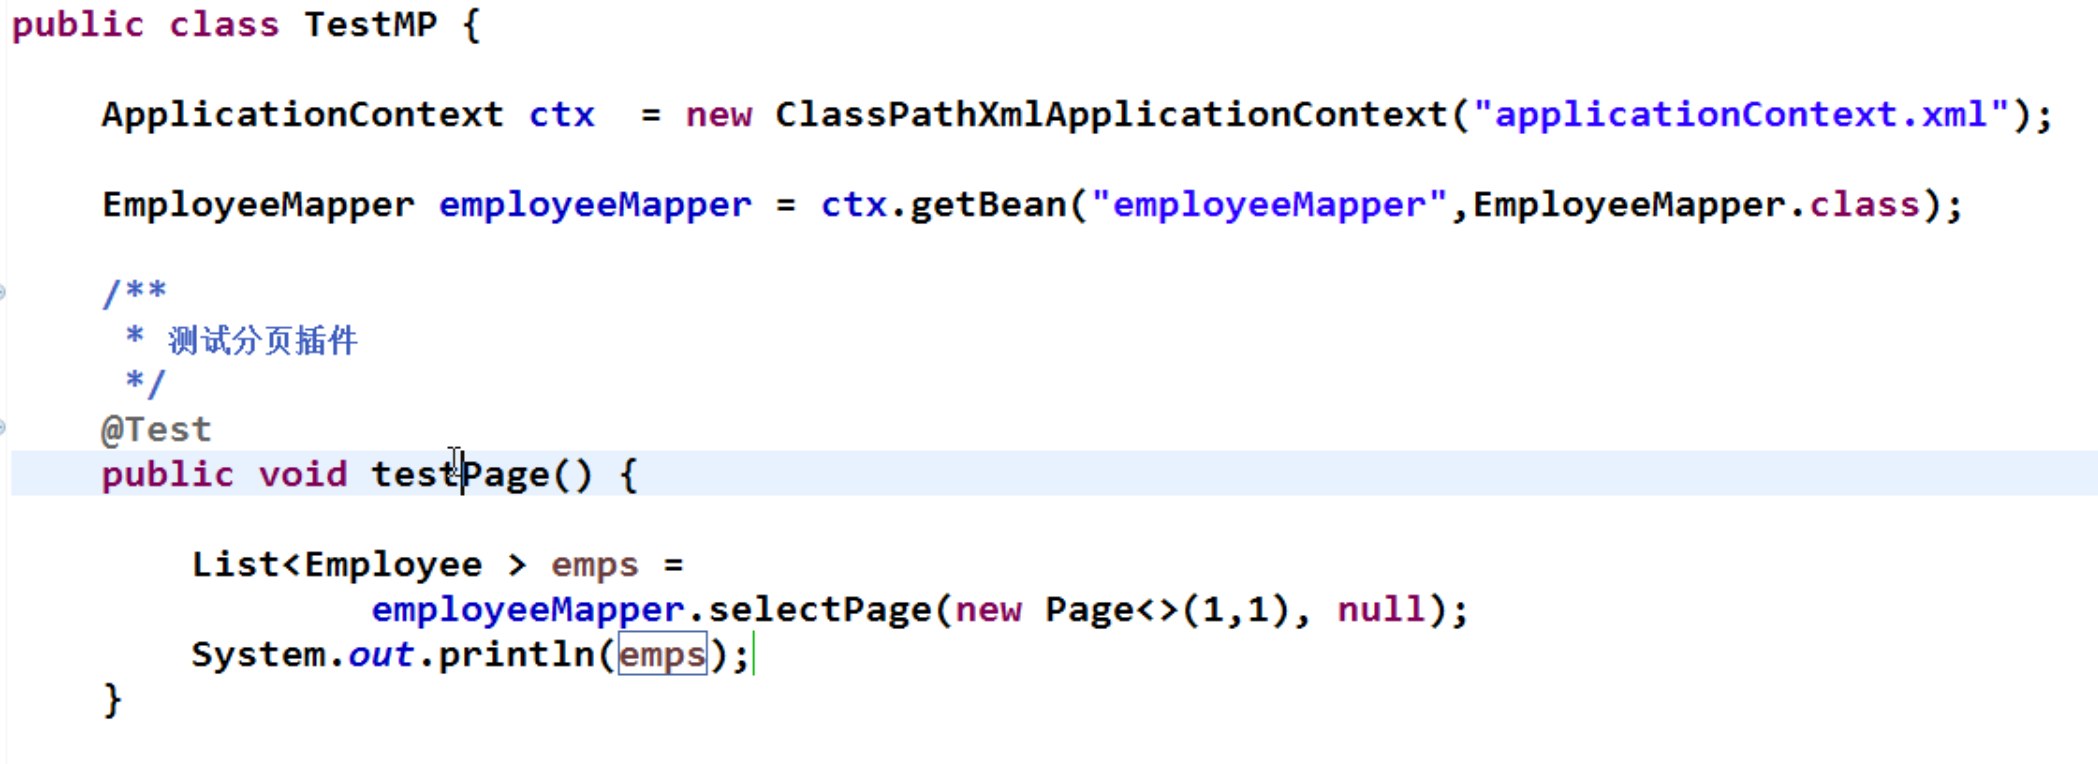 public class TestMP {
ApplicationContext ctx  = new ClassPathXmlApplicationContext("applicationContext.xml");
EmployeeMapper employeeMapper = ctx.getBean("employeeMapper",EmployeeMapper.class);
/**
* 测试分页插件
*/
@Test
public void testPage() {
List<Employee > emps =
employeeMapper.selectPage(new Page<>(1,1), null);
System.out.println(emps);
}